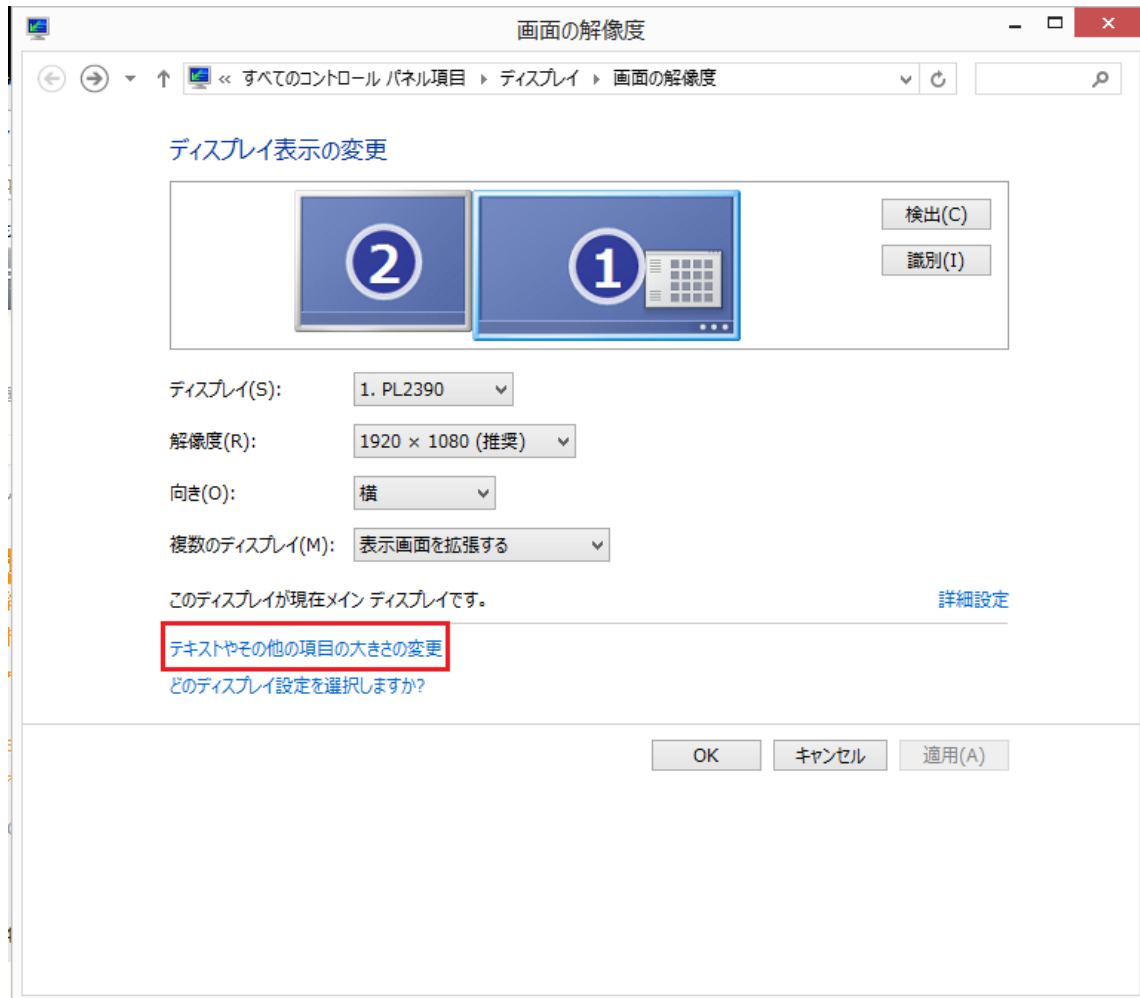 画面の解像度
« すべてのコントロール パネル項目 ▸ ディスプレイ ▸ 画面の解像度
ディスプレイ表示の変更
2
1
検出(C)
識別(I)
ディスプレイ(S): 1. PL2390
解像度(R): 1920 × 1080 (推奨)
向き(O): 横
複数のディスプレイ(M): 表示画面を拡張する
このディスプレイが現在メイン ディスプレイです。 詳細設定
テキストやその他の項目の大きさの変更
どのディスプレイ設定を選択しますか?
OK キャンセル 適用(A)